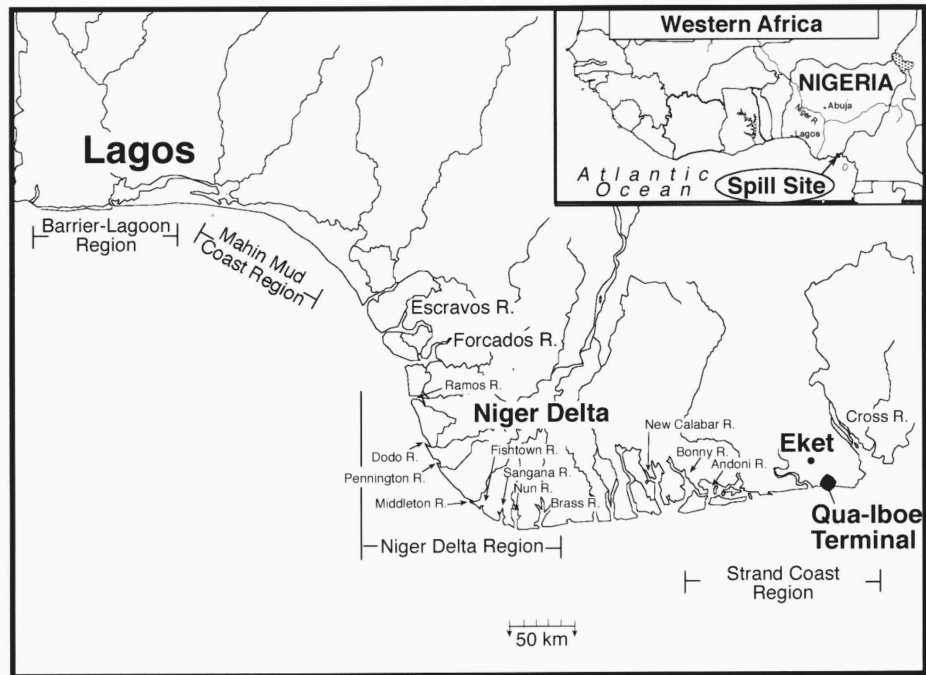 Western Africa
NIGERIA
Abuja
Niger R.
Lagos
Atlantic
Ocean
Spill Site
Lagos
Barrier-Lagoon
Region
Mahin Mud
Coast Region
Escravos R.
Forcados R.
Ramos R.
Niger Delta
New Calabar R.
Cross R.
Eket
Bonny R.
Andoni R.
Dodo R.
Fishtown R.
Pennington R.
Sangana R.
Nun R.
Middleton R.
Brass R.
Qua-Iboe
Terminal
Niger Delta Region
Strand Coast
Region
50 km